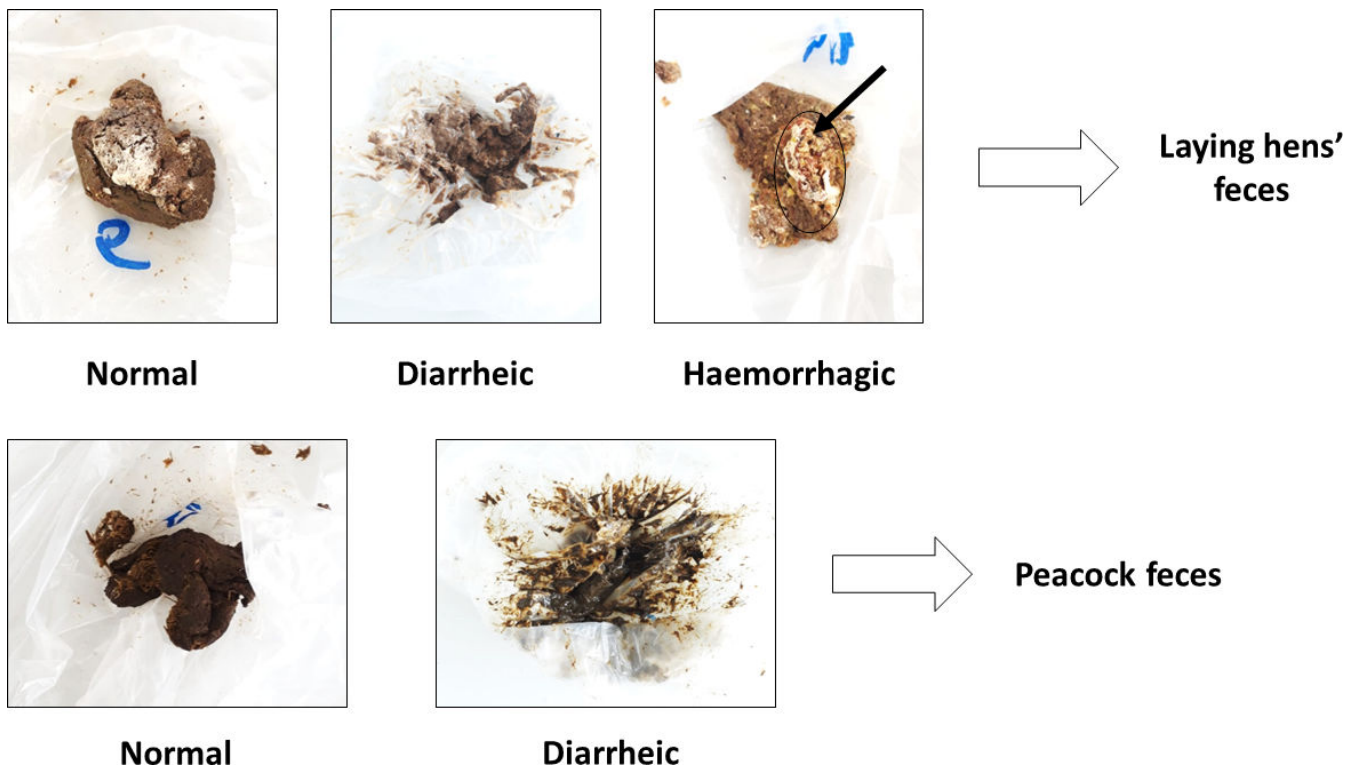 Normal
Diarrheic
Haemorrhagic
Laying hens'
feces
Normal
Diarrheic
Peacock feces